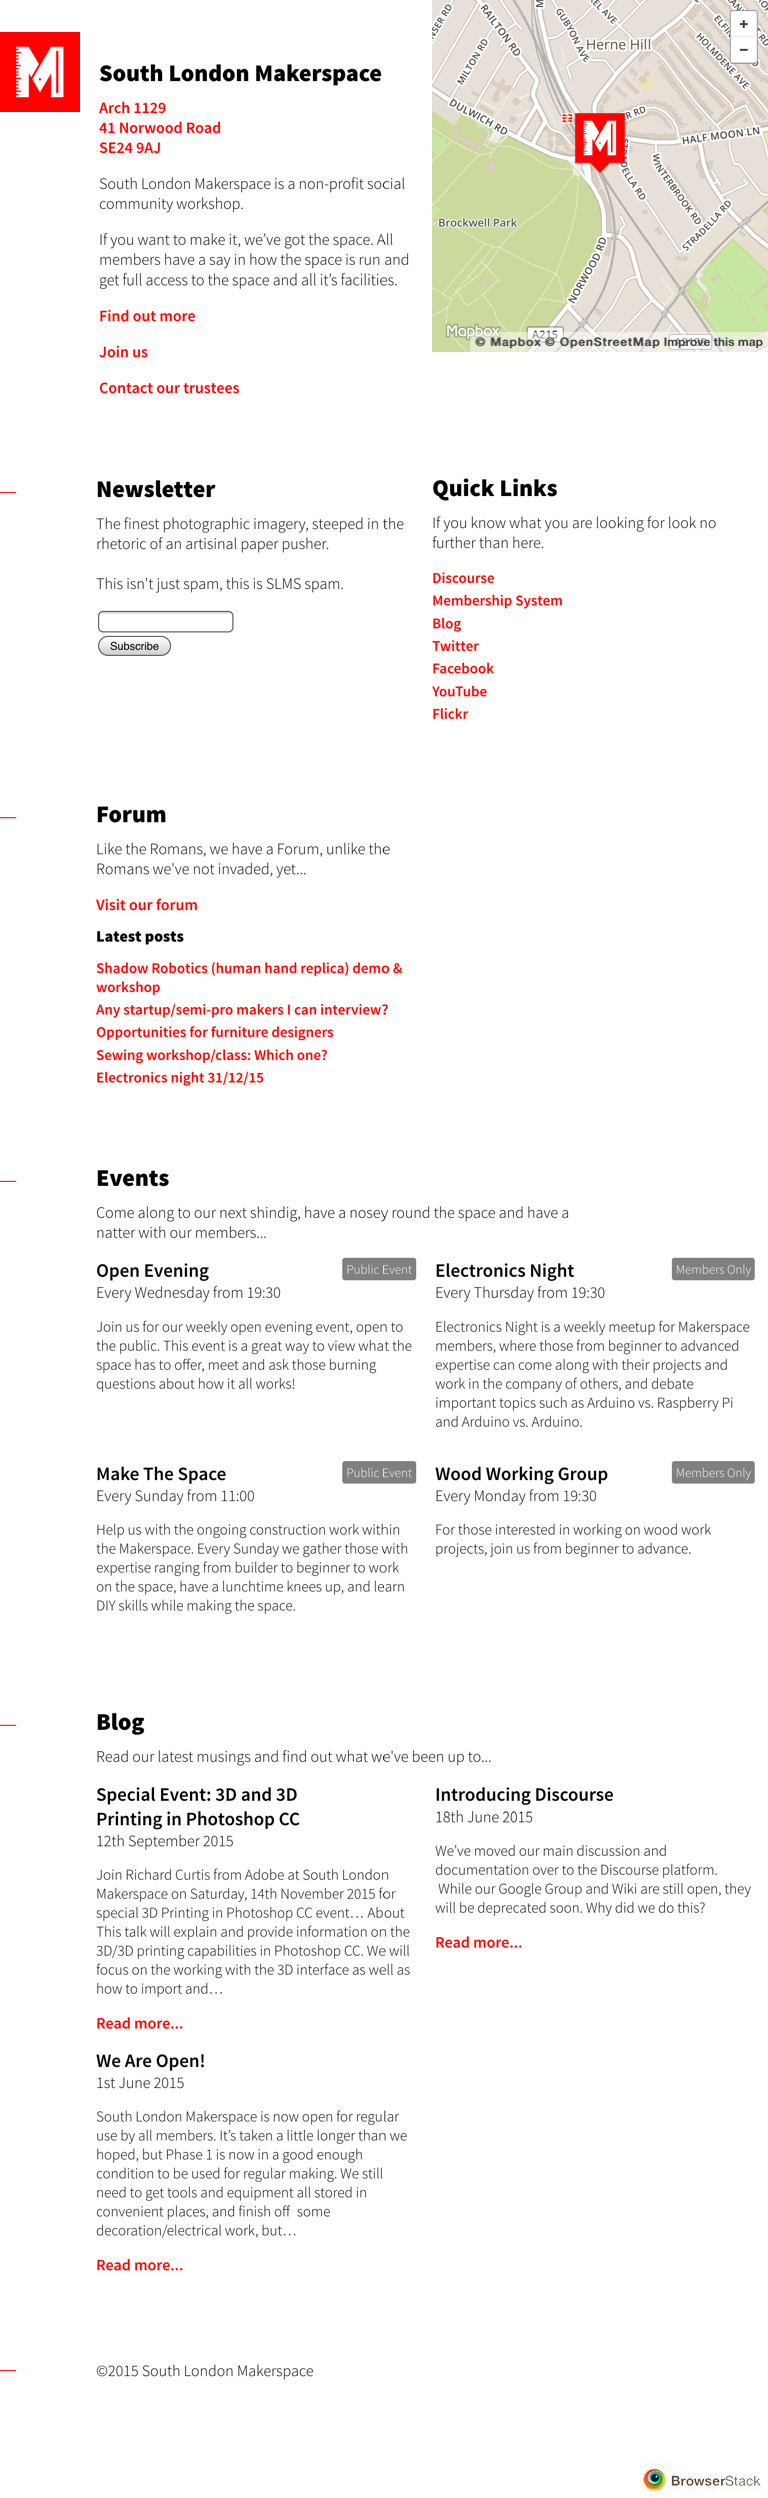 M
South London Makerspace
Arch 1129
41 Norwood Road
SE24 9AJ
South London Makerspace is a non-profit social
community workshop.
If you want to make it, we've got the space. All
members have a say in how the space is run and
get full access to the space and all it's facilities.
Find out more
Join us
Contact our trustees
RAILTON RD
MILTON RD
GUBYON AVE
Herne Hill
HOLMDENE AVE
+
−
DULWICH RD
M
HALF MOON LN
WINTERBROOK RD
STRADELLA RD
Brockwell Park
NORWOOD RD
Mapbox
A215
© Mapbox © OpenStreetMap Improve this map
Newsletter
The finest photographic imagery, steeped in the
rhetoric of an artisinal paper pusher.
This isn't just spam, this is SLMS spam.
Subscribe
Quick Links
If you know what you are looking for look no
further than here.
Discourse
Membership System
Blog
Twitter
Facebook
YouTube
Flickr
Forum
Like the Romans, we have a Forum, unlike the
Romans we've not invaded, yet...
Visit our forum
Latest posts
Shadow Robotics (human hand replica) demo &
workshop
Any startup/semi-pro makers I can interview?
Opportunities for furniture designers
Sewing workshop/class: Which one?
Electronics night 31/12/15
Events
Come along to our next shindig, have a nosey round the space and have a
natter with our members...
Open Evening
Public Event
Every Wednesday from 19:30
Join us for our weekly open evening event, open to
the public. This event is a great way to view what the
space has to offer, meet and ask those burning
questions about how it all works!
Electronics Night
Members Only
Every Thursday from 19:30
Electronics Night is a weekly meetup for Makerspace
members, where those from beginner to advanced
expertise can come along with their projects and
work in the company of others, and debate
important topics such as Arduino vs. Raspberry Pi
and Arduino vs. Arduino.
Make The Space
Public Event
Every Sunday from 11:00
Help us with the ongoing construction work within
the Makerspace. Every Sunday we gather those with
expertise ranging from builder to beginner to work
on the space, have a lunchtime knees up, and learn
DIY skills while making the space.
Wood Working Group
Members Only
Every Monday from 19:30
For those interested in working on wood work
projects, join us from beginner to advance.
Blog
Read our latest musings and find out what we've been up to...
Special Event: 3D and 3D
Printing in Photoshop CC
12th September 2015
Join Richard Curtis from Adobe at South London
Makerspace on Saturday, 14th November 2015 for
special 3D Printing in Photoshop CC event… About
This talk will explain and provide information on the
3D/3D printing capabilities in Photoshop CC. We will
focus on the working with the 3D interface as well as
how to import and…
Read more...
Introducing Discourse
18th June 2015
We've moved our main discussion and
documentation over to the Discourse platform.
While our Google Group and Wiki are still open, they
will be deprecated soon. Why did we do this?
Read more...
We Are Open!
1st June 2015
South London Makerspace is now open for regular
use by all members. It's taken a little longer than we
hoped, but Phase 1 is now in a good enough
condition to be used for regular making. We still
need to get tools and equipment all stored in
convenient places, and finish off some
decoration/electrical work, but…
Read more...
©2015 South London Makerspace
BrowserStack